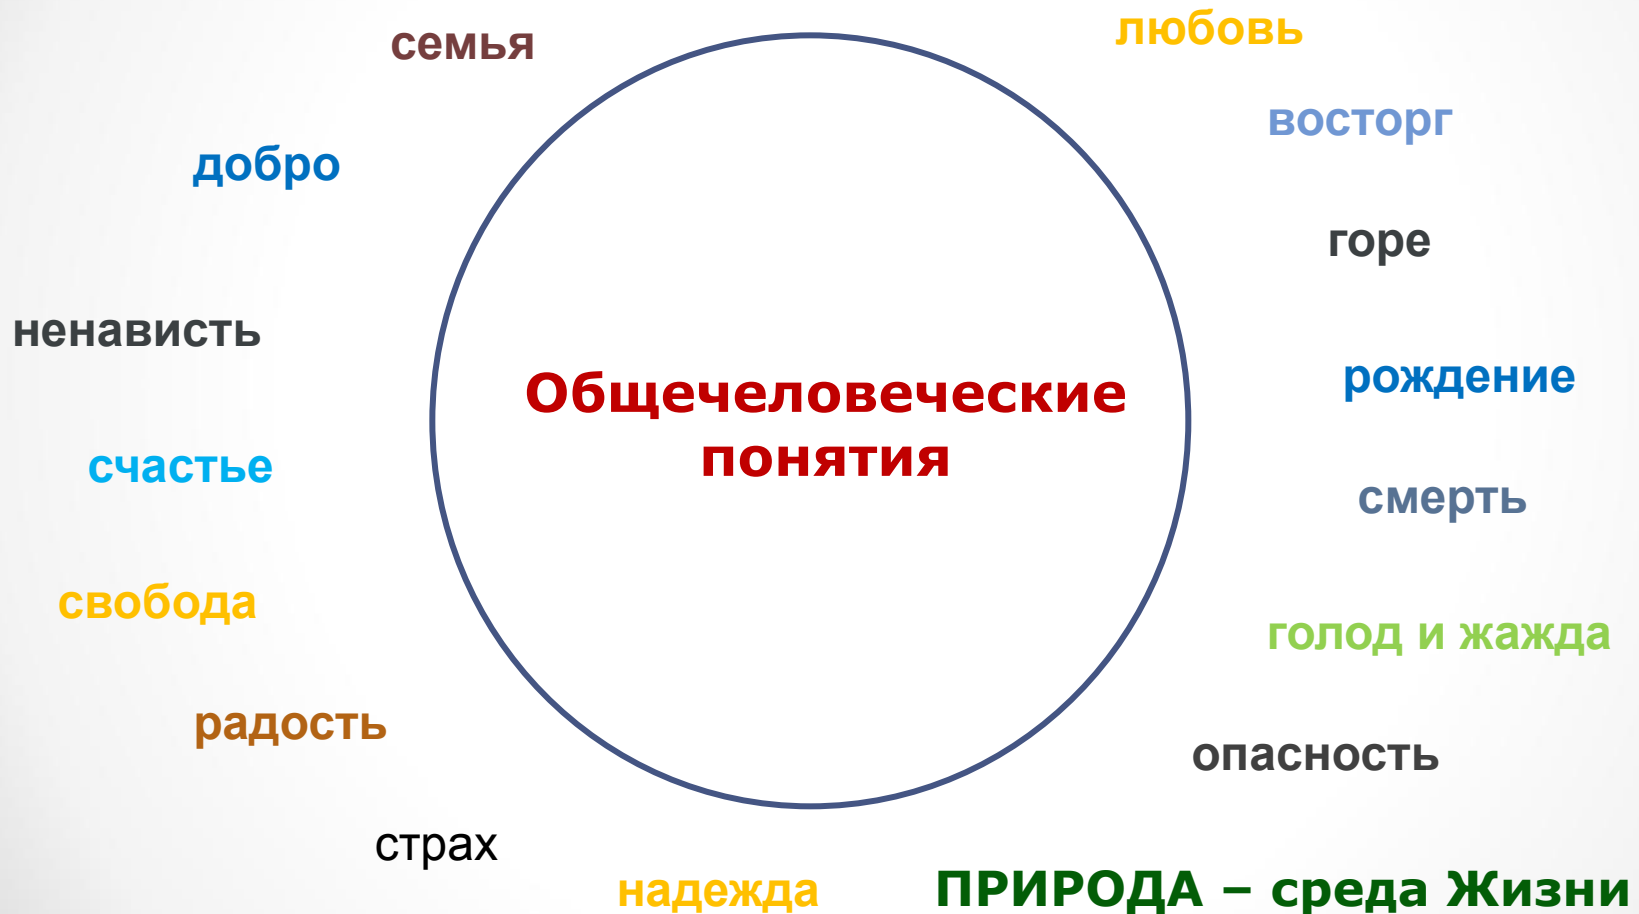 любовь
семья
восторг
добро
горе
ненависть
рождение
Общечеловеческие
понятия
счастье
смерть
свобода
голод и жажда
радость
опасность
страх
надежда
ПРИРОДА – среда Жизни